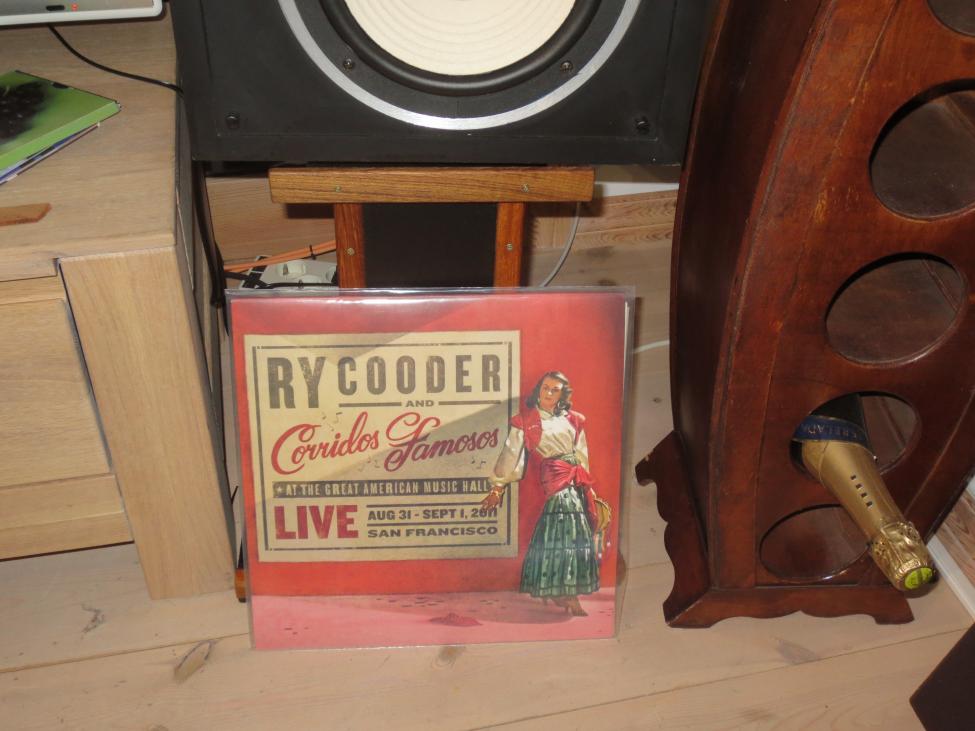 RY COODER
AND
Corridos Famosos
★ AT THE GREAT AMERICAN MUSIC HALL
LIVE
AUG 31 - SEPT 1, 2011
SAN FRANCISCO